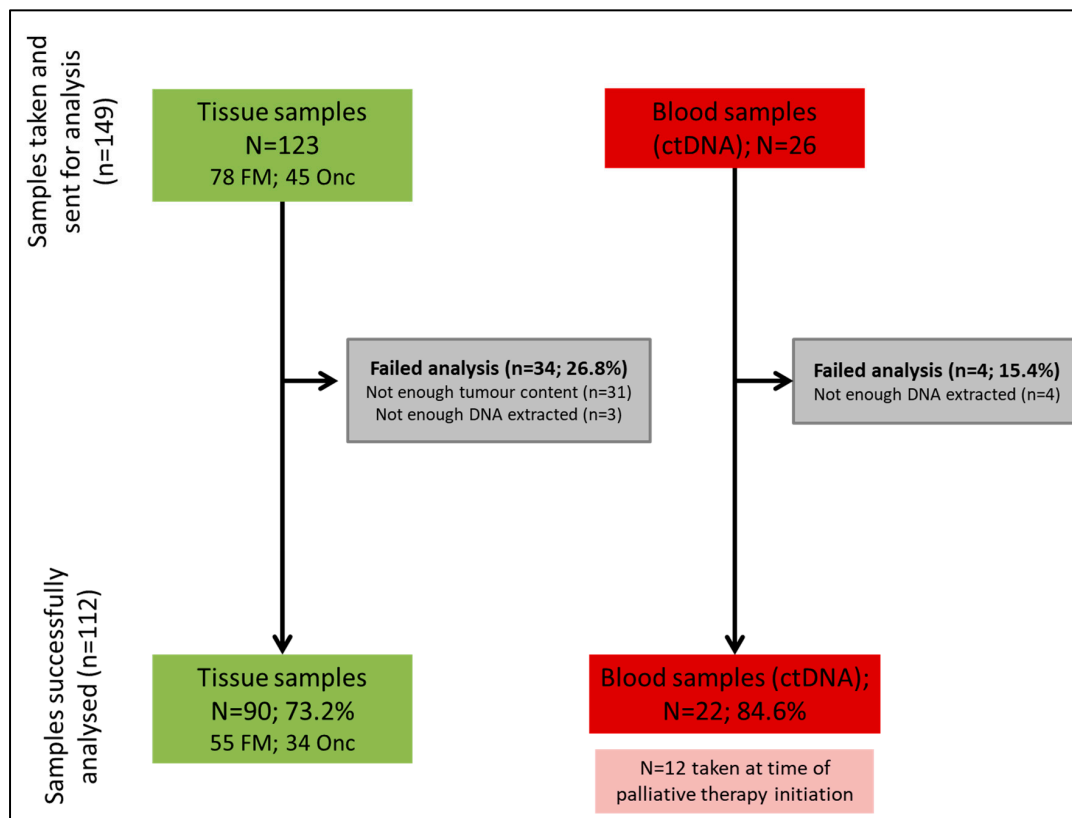 Samples taken and
sent for analysis
(n=149)
Tissue samples
N=123
78 FM; 45 Onc
Blood samples
(ctDNA); N=26
Failed analysis (n=34; 26.8%)
Not enough tumour content (n=31)
Not enough DNA extracted (n=3)
Failed analysis (n=4; 15.4%)
Not enough DNA extracted (n=4)
Samples successfully
analysed (n=112)
Tissue samples
N=90; 73.2%
55 FM; 34 Onc
Blood samples (ctDNA);
N=22; 84.6%
N=12 taken at time of
palliative therapy initiation